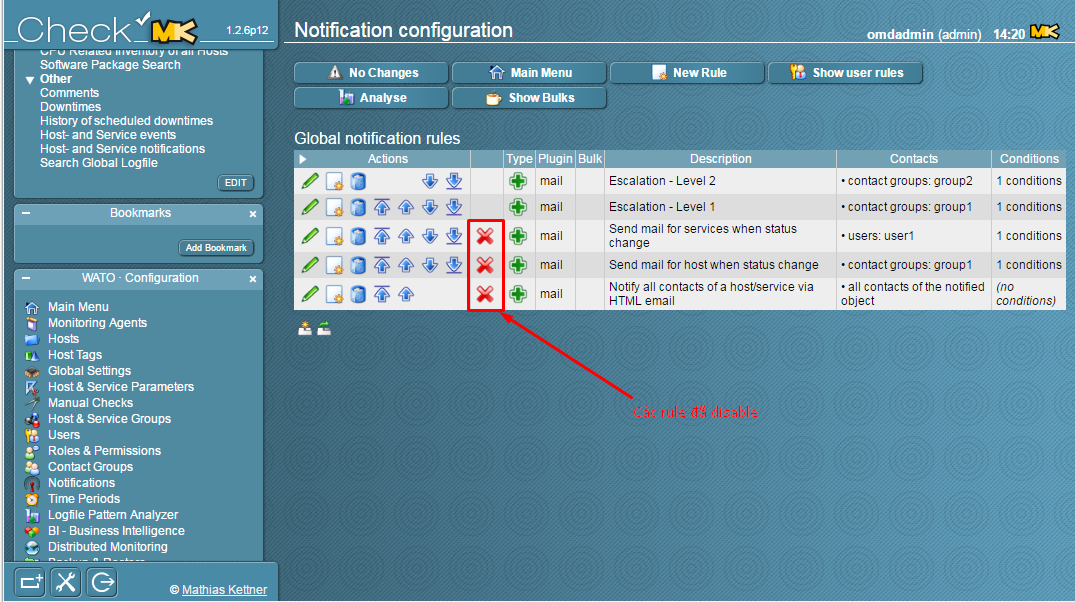 Check MK 1.2.6p12
CPU Related Inventory of all Hosts
Software Package Search
Other
Comments
Downtimes
History of scheduled downtimes
Host- and Service events
Host- and Service notifications
Search Global Logfile
EDIT
Bookmarks
Add Bookmark
WATO · Configuration
Main Menu
Monitoring Agents
Hosts
Host Tags
Global Settings
Host & Service Parameters
Manual Checks
Host & Service Groups
Users
Roles & Permissions
Contact Groups
Notifications
Time Periods
Logfile Pattern Analyzer
BI - Business Intelligence
Distributed Monitoring
Backup & Restore
© Mathias Kettner
Notification configuration
omdadmin (admin) 14:20 MK
No Changes Main Menu New Rule Show user rules
Analyse Show Bulks
Global notification rules
Actions Type Plugin Bulk Description Contacts Conditions
mail Escalation - Level 2 • contact groups: group2 1 conditions
mail Escalation - Level 1 • contact groups: group1 1 conditions
mail Send mail for services when status change • users: user1 1 conditions
mail Send mail for host when status change • contact groups: group1 1 conditions
mail Notify all contacts of a host/service via HTML email • all contacts of the notified object (no conditions)
Các rule đã disable